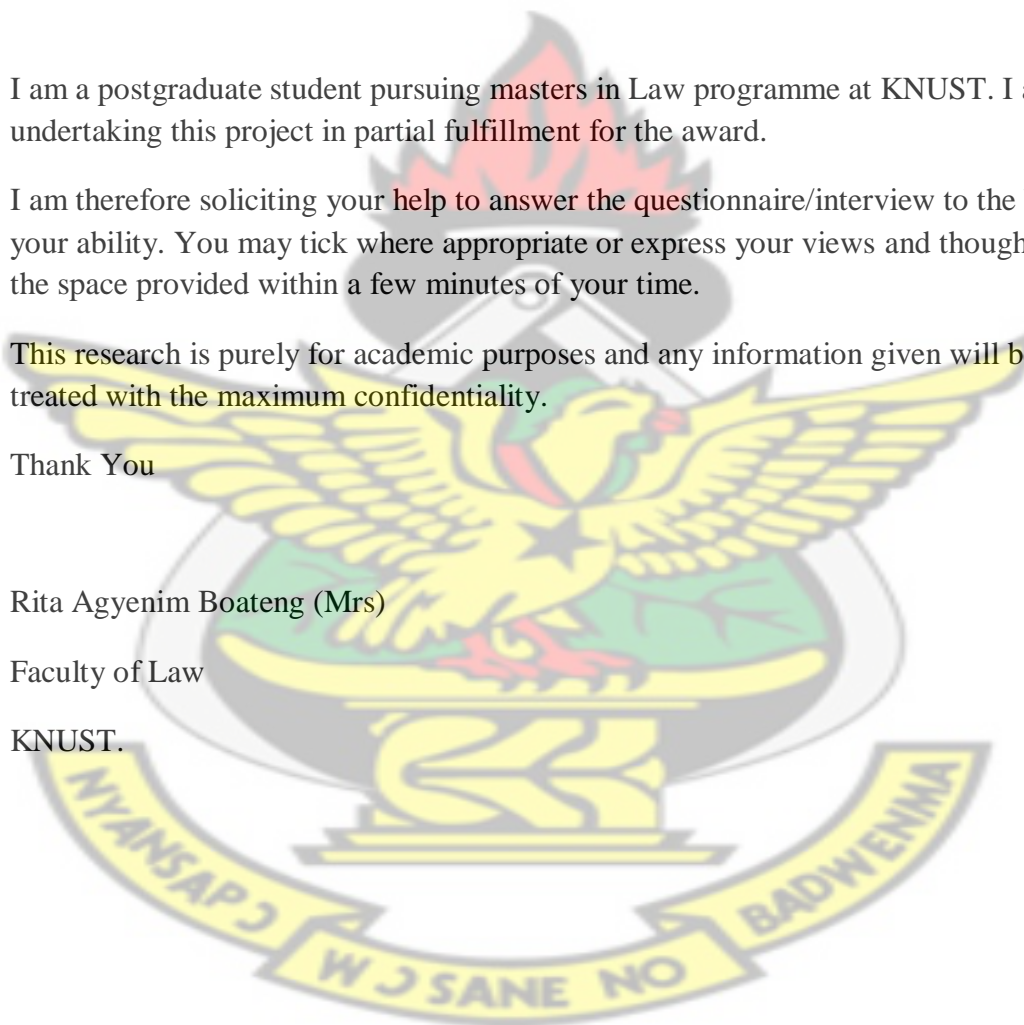 I am a postgraduate student pursuing masters in Law programme at KNUST. I
undertaking this project in partial fulfillment for the award.
I am therefore soliciting your help to answer the questionnaire/interview to the
your ability. You may tick where appropriate or express your views and though
the space provided within a few minutes of your time.
This research is purely for academic purposes and any information given will b
treated with the maximum confidentiality.
Thank You
Rita Agyenim Boateng (Mrs)
Faculty of Law
KNUST.
NYANSAPƆ
WƆSANE NO
BADWENMA